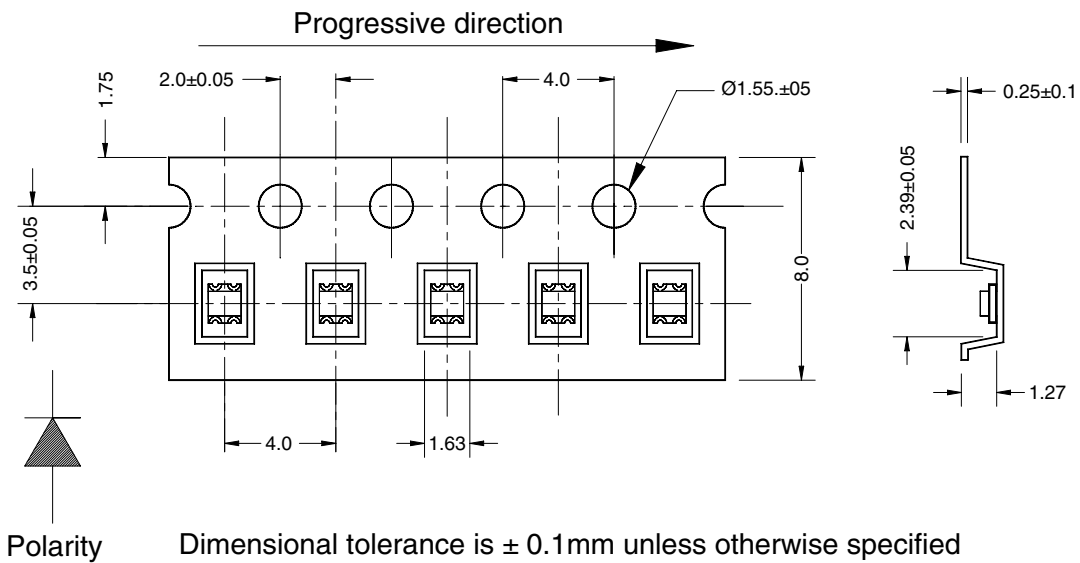 Progressive direction
2.0±0.05
4.0
Ø1.55.±05
0.25±0.1
1.75
3.5±0.05
8.0
2.39±0.05
1.27
4.0
1.63
Polarity
Dimensional tolerance is ± 0.1mm unless otherwise specified